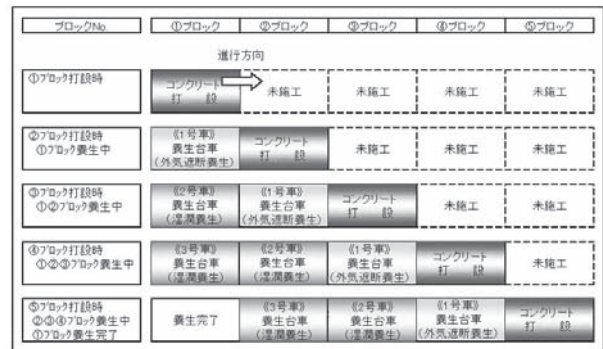 ブロックNo. ①ブロック ②ブロック ③ブロック ④ブロック ⑤ブロック
進行方向
①ブロック打設時 コンクリート 未施工 未施工 未施工 未施工
打 設
②ブロック打設時 《1号車》 コンクリート 未施工 未施工 未施工
①ブロック養生中 養生台車 打 設
(外気遮断養生)
③ブロック打設時 《2号車》 《1号車》 コンクリート 未施工 未施工
①②ブロック養生中 養生台車 養生台車 打 設
(湿潤養生) (外気遮断養生)
④ブロック打設時 《3号車》 《2号車》 《1号車》 コンクリート 未施工
①②③ブロック養生中 養生台車 養生台車 養生台車 打 設
(湿潤養生) (湿潤養生) (外気遮断養生)
⑤ブロック打設時 養生完了 《3号車》 《2号車》 《1号車》 コンクリート
②③④ブロック養生中 養生台車 養生台車 養生台車 打 設
①ブロック養生完了 (湿潤養生) (湿潤養生) (外気遮断養生)